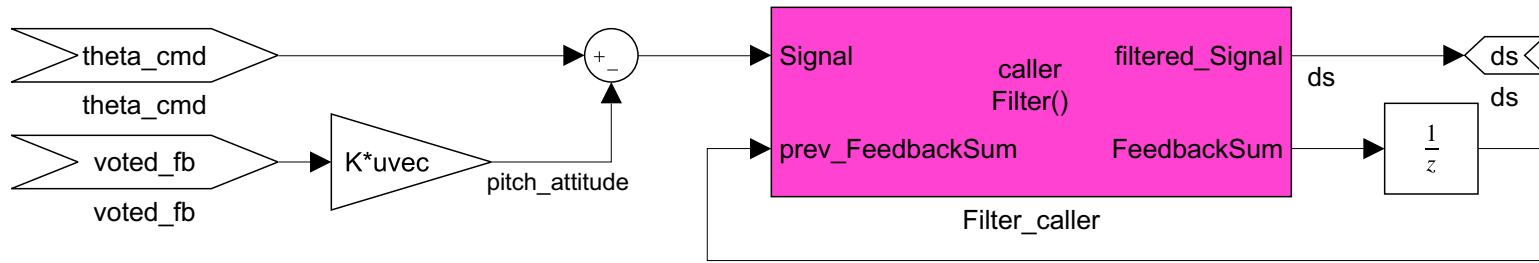 theta_cmd
theta_cmd
voted_fb
voted_fb
K*uvec
pitch_attitude
+
-
Signal
prev_FeedbackSum
caller
Filter()
filtered_Signal
FeedbackSum
Filter_caller
ds
ds
ds
1
z